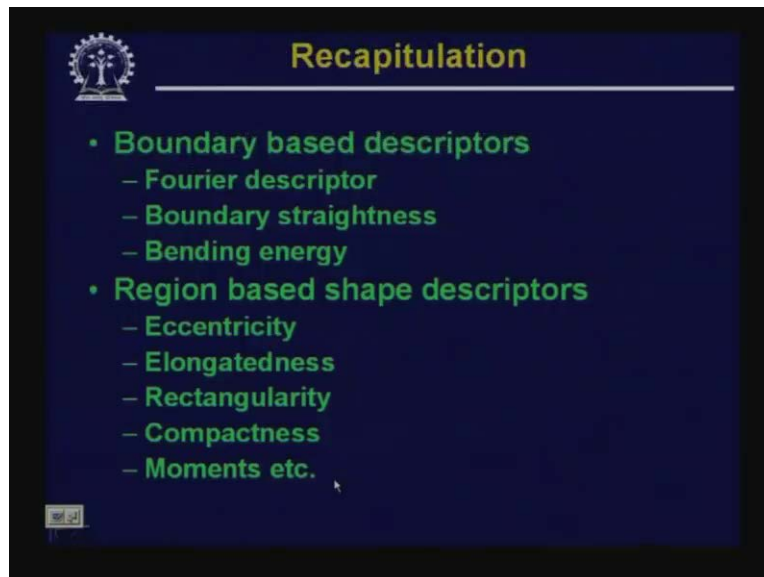 Recapitulation
• Boundary based descriptors
– Fourier descriptor
– Boundary straightness
– Bending energy
• Region based shape descriptors
– Eccentricity
– Elongatedness
– Rectangularity
– Compactness
– Moments etc.